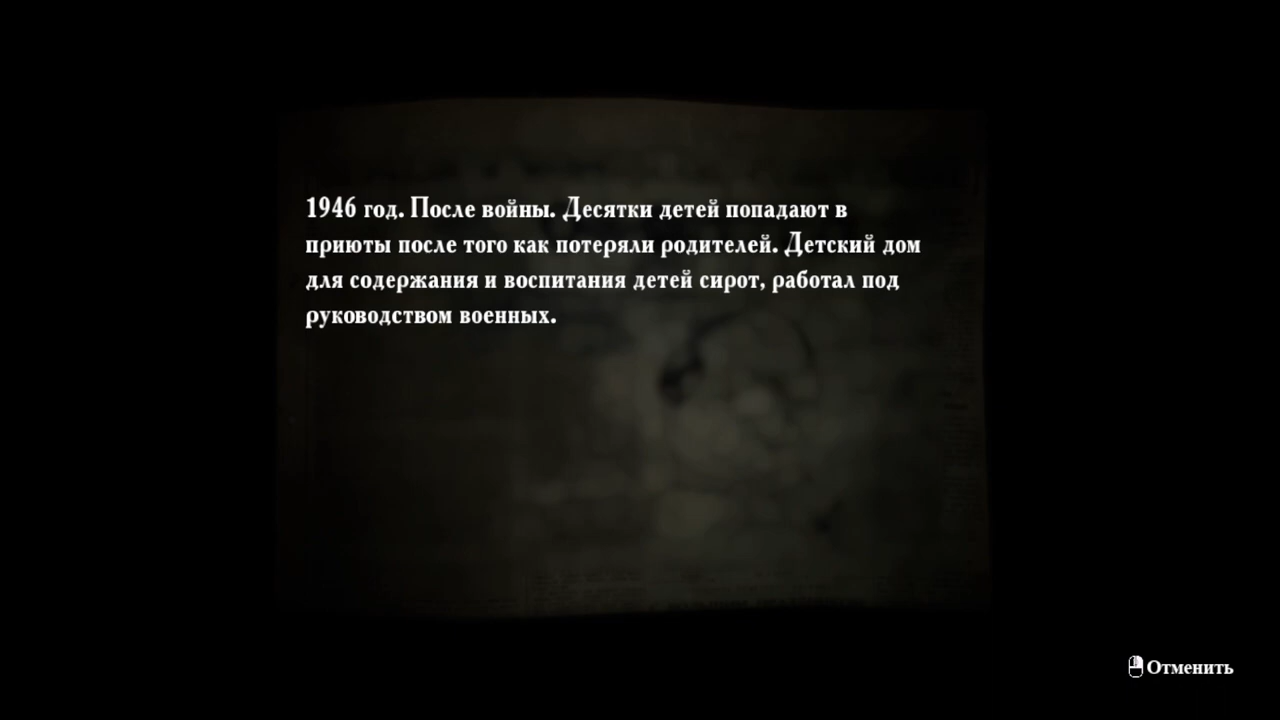 1946 год. После войны. Десятки детей попадают в
приюты после того как потеряли родителей. Детский дом
для содержания и воспитания детей сирот, работал под
руководством военных.
Отменить